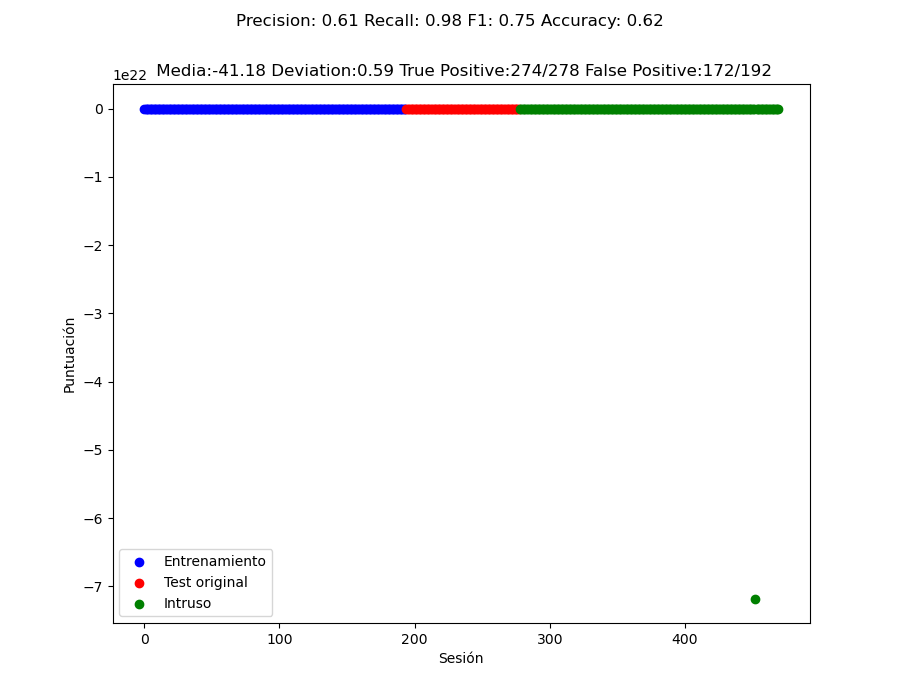 Precision: 0.61 Recall: 0.98 F1: 0.75 Accuracy: 0.62
1e22 Media:-41.18 Deviation:0.59 True Positive:274/278 False Positive:172/192
0
−1
−2
−3
−4
−5
−6
−7
Puntuación
Entrenamiento
Test original
Intruso
0 100 200 300 400
Sesión